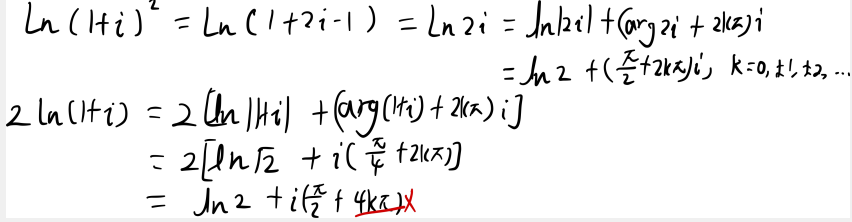 Ln(1+i)² = Ln(1+2i-1) = Ln2i = ln|2i| + (arg2i + 2kπ)i
= ln2 + (π/2+2kπ)i, k=0,±1,±2,...
2Ln(1+i) = 2[ln|1+i| + (arg(1+i) + 2kπ)i]
= 2[ln√2 + i(π/4 + 2kπ)]
= ln2 + i(π/2 + 4kπ)x